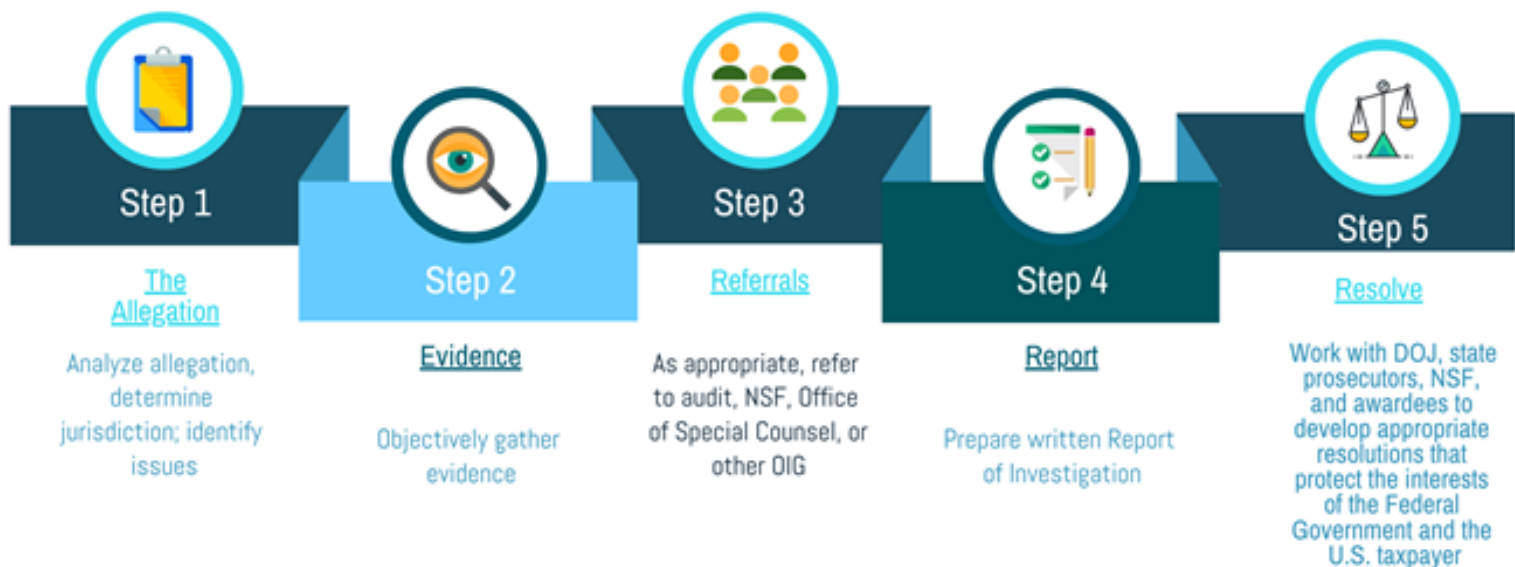 Step 1
The
Allegation
Analyze allegation,
determine
jurisdiction; identify
issues
Step 2
Evidence
Objectively gather
evidence
Step 3
Referrals
As appropriate, refer
to audit, NSF, Office
of Special Counsel, or
other OIG
Step 4
Report
Prepare written Report
of Investigation
Step 5
Resolve
Work with DOJ, state
prosecutors, NSF,
and awardees to
develop appropriate
resolutions that
protect the interests
of the Federal
Government and the
U.S. taxpayer